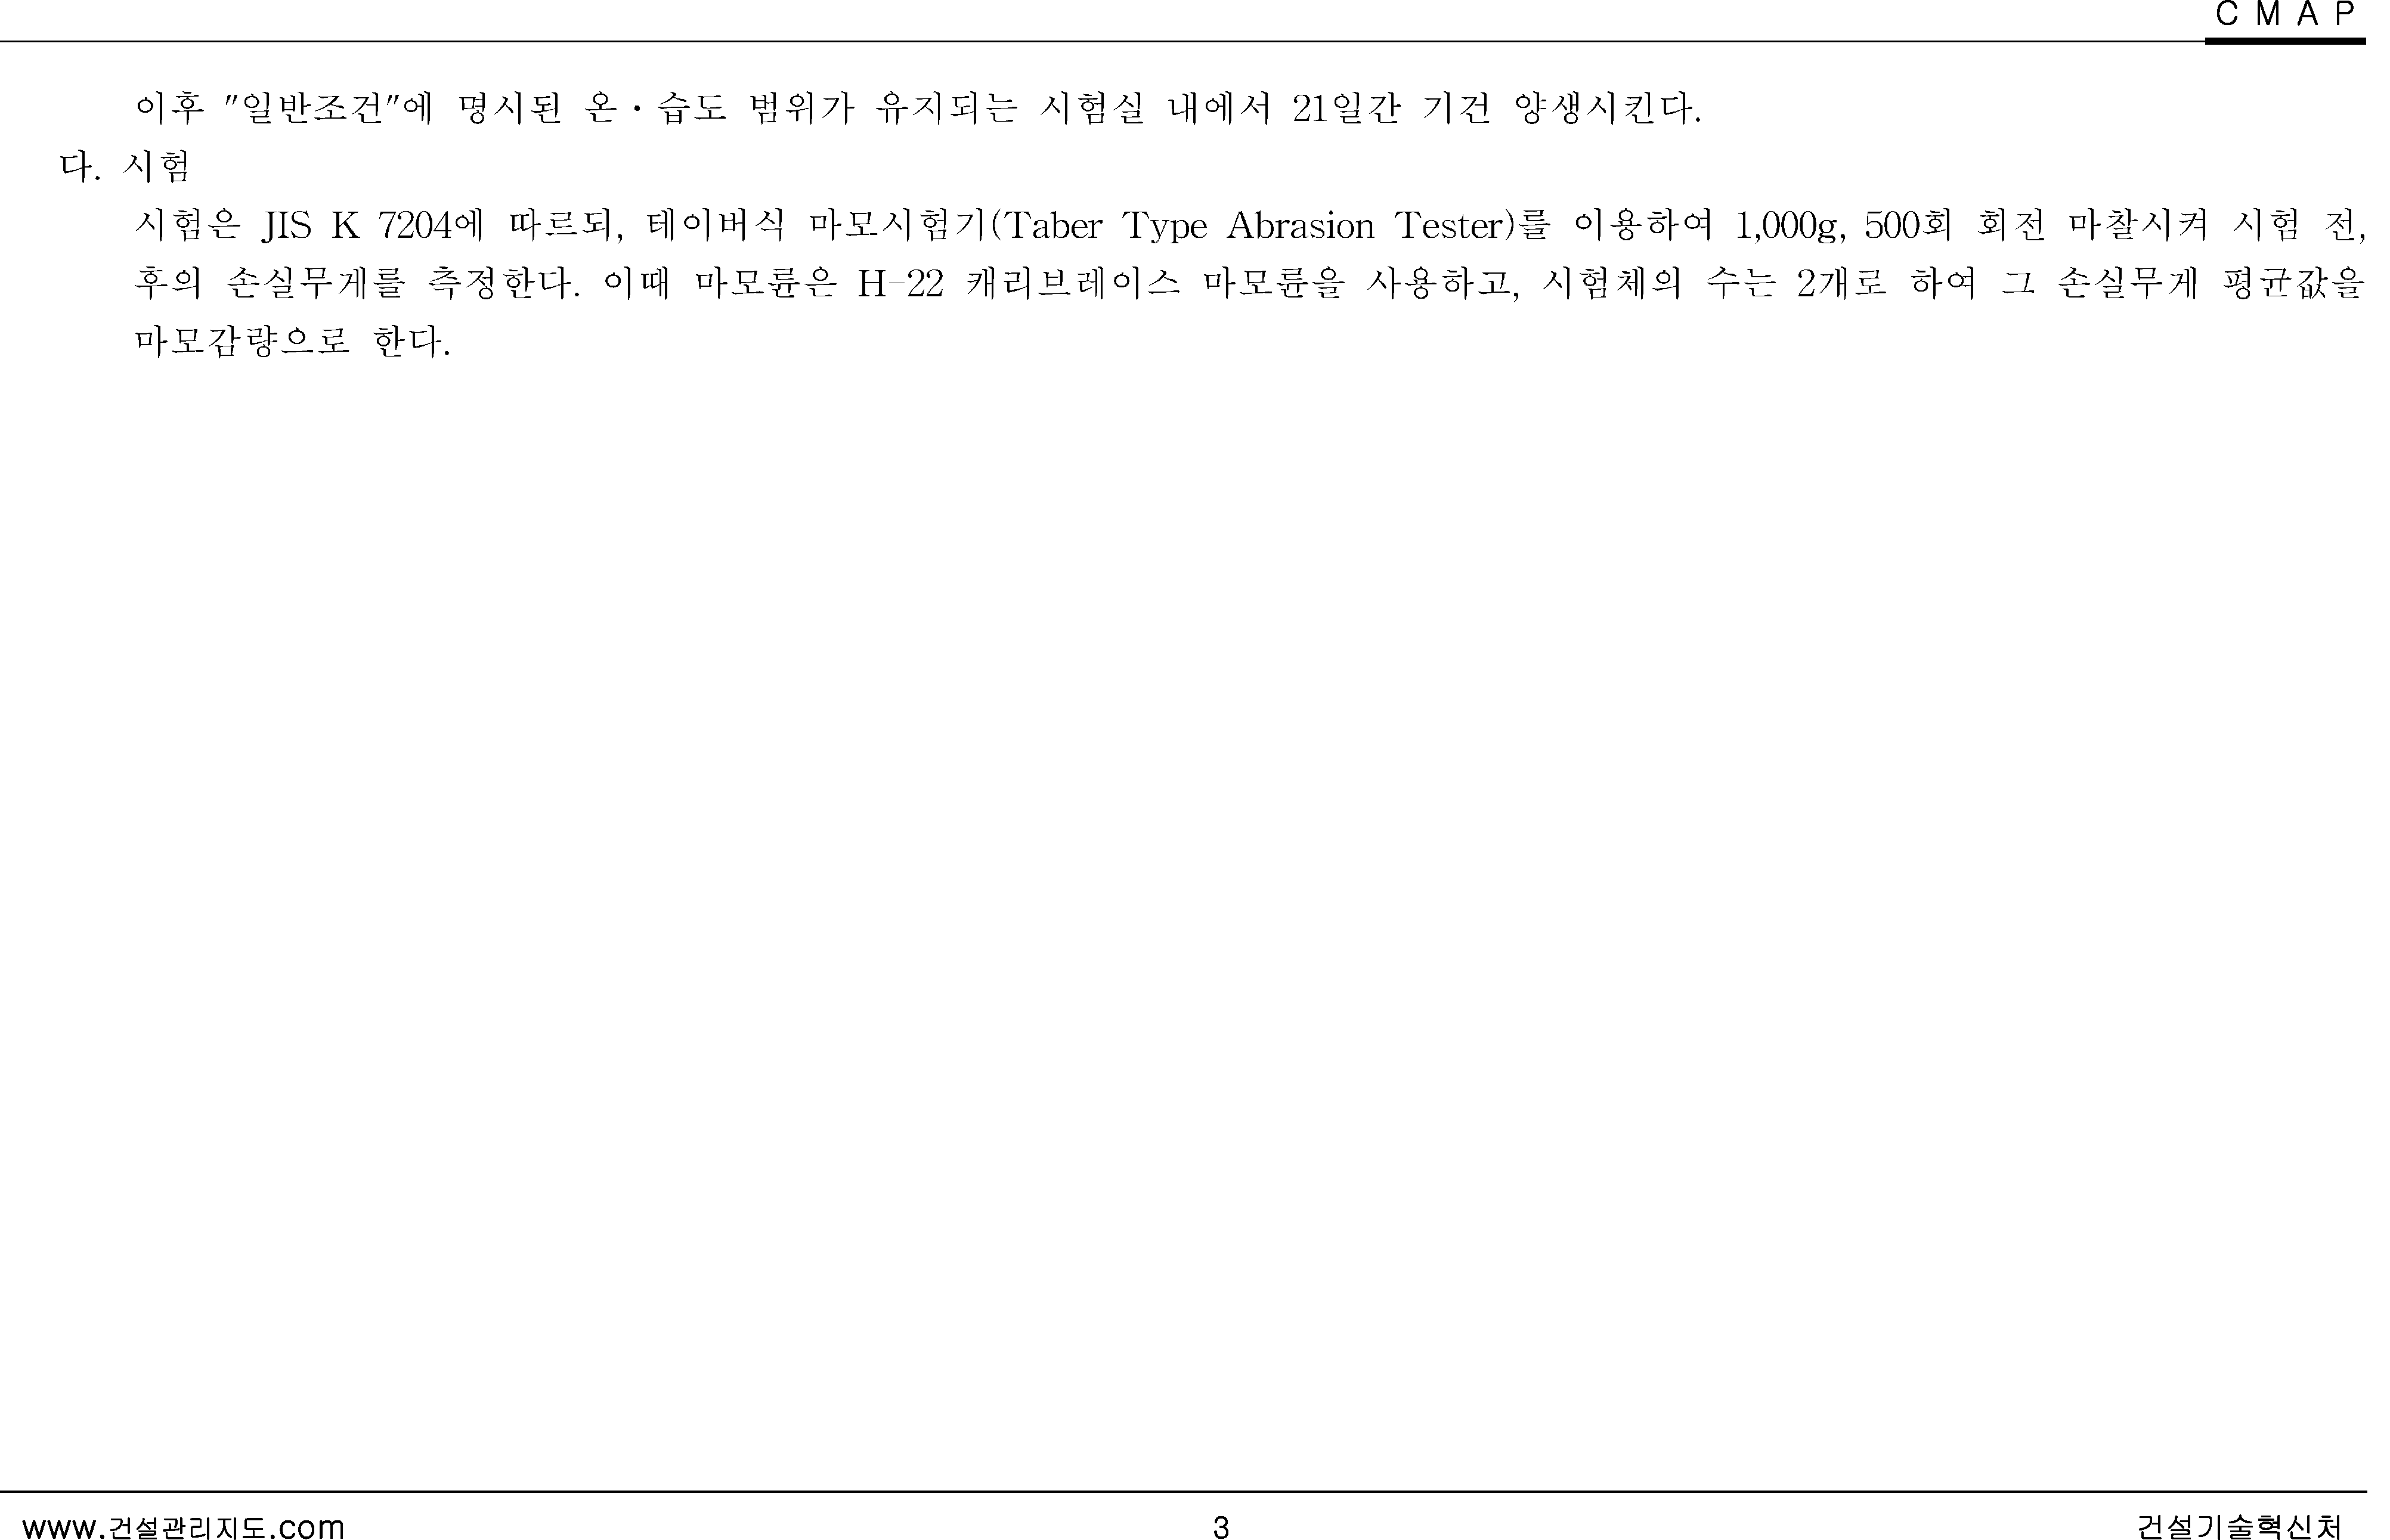 C M A P
이후 "일반조건"에 명시된 온·습도 범위가 유지되는 시험실 내에서 21일간 기건 양생시킨다.
다. 시험
시험은 JIS K 7204에 따르되, 테이버식 마모시험기(Taber Type Abrasion Tester)를 이용하여 1,000g, 500회 회전 마찰시켜 시험 전,
후의 손실무게를 측정한다. 이때 마모륜은 H-22 캐리브레이스 마모륜을 사용하고, 시험체의 수는 2개로 하여 그 손실무게 평균값을
마모감량으로 한다.
www.건설관리지도.com 3 건설기술혁신처